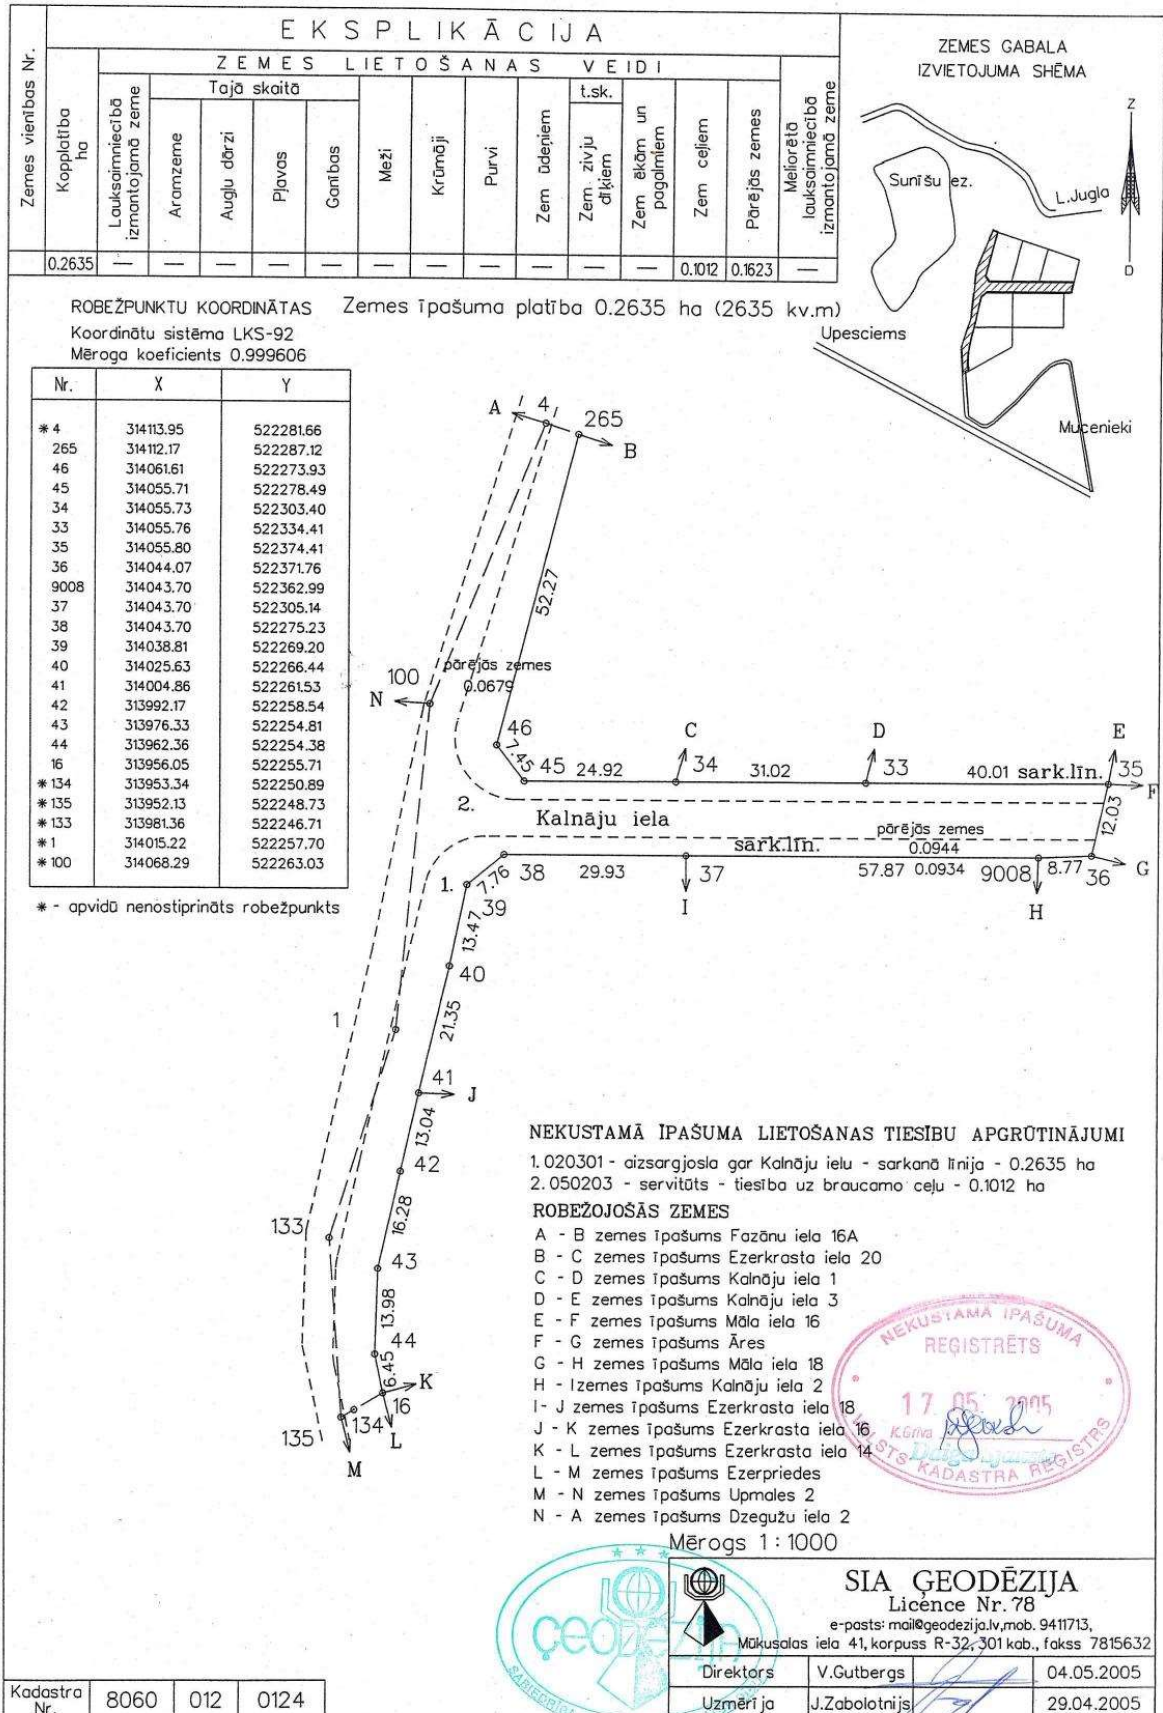 EKSPLIKĀCIJA
Zemes vienības Nr.
Kopplatība ha
ZEMES LIETOŠANAS VEIDI
Lauksaimniecībā izmantojamā zeme
Tajā skaitā
Aramzeme
Augļu dārzi
Pļavas
Ganības
Meži
Krūmāji
Purvi
Zem ūdeņiem
t.sk.
Zem. zivju dīķiem
Zem ēkām un pagalmiem
Zem ceļiem
Pārējās zemes
Meliorētā lauksaimniecībā izmantojamā zeme
0.2635 — — — — — — — — — — — 0.1012 0.1623 —
ZEMES GABALA
IZVIETOJUMA SHĒMA
Z
Sunīšu ez.
L.Jugla
D
Upesciems
Mucenieki
ROBEŽPUNKTU KOORDINĀTAS
Zemes īpašuma platība 0.2635 ha (2635 kv.m)
Koordinātu sistēma LKS-92
Mēroga koeficients 0.999606
Nr. X Y
* 4 314113.95 522281.66
265 314112.17 522287.12
46 314061.61 522273.93
45 314055.71 522278.49
34 314055.73 522303.40
33 314055.76 522334.41
35 314055.80 522374.41
36 314044.07 522371.76
9008 314043.70 522362.99
37 314043.70 522305.14
38 314043.70 522275.23
39 314038.81 522269.20
40 314025.63 522266.44
41 314004.86 522261.53
42 313992.17 522258.54
43 313976.33 522254.81
44 313962.36 522254.38
16 313956.05 522255.71
* 134 313953.34 522250.89
* 135 313952.13 522248.73
* 133 313981.36 522246.71
* 1 314015.22 522257.70
* 100 314068.29 522263.03
* - apvidū nenostiprināts robežpunkts
A 4 265 B
52.27
pārējās zemes
0.0679
100
N
46
7.45
45 24.92
C
34 31.02
D
33 40.01 sark.līn.
E
35
F
12.03
2.
Kalnāju iela
pārējās zemes
0.0944
sark.līn.
1.
7.76
38 29.93 37 57.87 0.0934 9008 8.77 36 G
39
I
H
13.47
40
21.35
1
41
J
13.04
42
16.28
133
43
13.98
44
6.45
K
16
134
L
135
M
NEKUSTAMĀ ĪPAŠUMA LIETOŠANAS TIESĪBU APGRŪTINĀJUMI
1. 020301 - aizsargjosla gar Kalnāju ielu - sarkanā līnija - 0.2635 ha
2. 050203 - servitūts - tiesība uz braucamo ceļu - 0.1012 ha
ROBEŽOJOŠĀS ZEMES
A - B zemes īpašums Fazānu iela 16A
B - C zemes īpašums Ezerkrasta iela 20
C - D zemes īpašums Kalnāju iela 1
D - E zemes īpašums Kalnāju iela 3
E - F zemes īpašums Māla iela 16
F - G zemes īpašums Āres
G - H zemes īpašums Māla iela 18
H - Izemes īpašums Kalnāju iela 2
I- J zemes īpašums Ezerkrasta iela 18
J - K zemes īpašums Ezerkrasta iela 16
K - L zemes īpašums Ezerkrasta iela 14
L - M zemes īpašums Ezerpriedes
M - N zemes īpašums Upmales 2
N - A zemes īpašums Dzegužu iela 2
NEKUSTAMĀ ĪPAŠUMA
REĢISTRĒTS
17. 05. 2005
K.Grīva
VALSTS KADASTRA REĢISTRS
Mērogs 1 : 1000
ģeodēzija
SIA ĢEODĒZIJA
Licence Nr. 78
e-pasts: mail@geodezija.lv,mob. 9411713,
Mūkusalas iela 41, korpuss R-32, 301 kab., fakss 7815632
Direktors V.Gutbergs 04.05.2005
Uzmērīja J.Zabolotnijs 29.04.2005
Kadastra Nr. 8060 012 0124